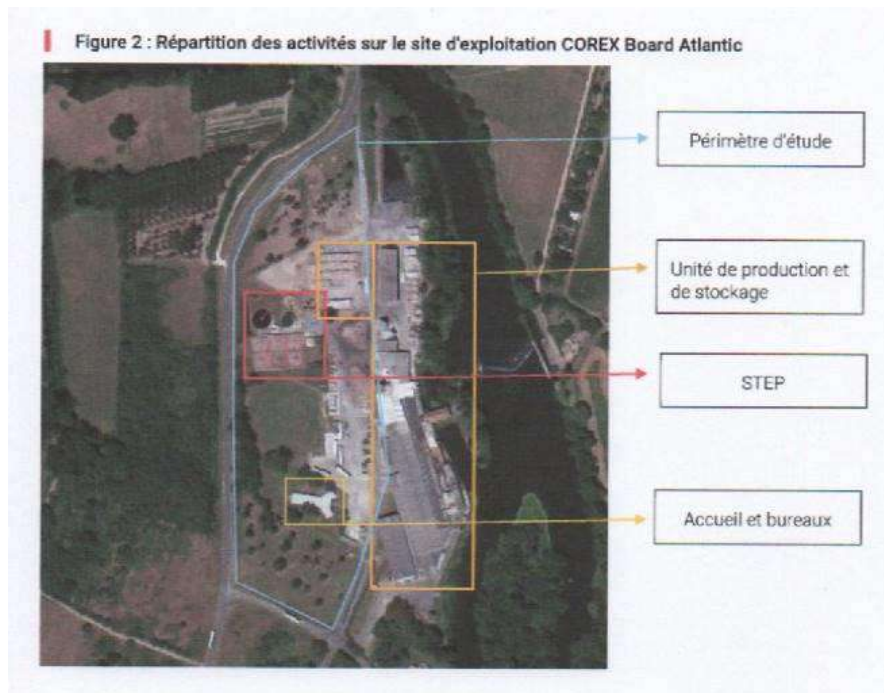 Figure 2 : Répartition des activités sur le site d'exploitation COREX Board Atlantic
Périmètre d'étude
Unité de production et
de stockage
STEP
Accueil et bureaux